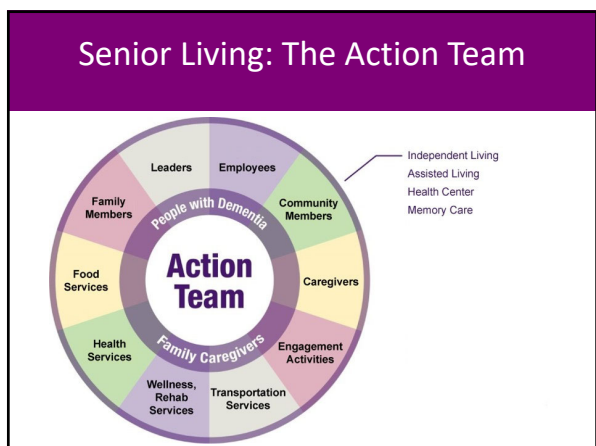 Senior Living: The Action Team
Leaders
Employees
Community
Members
Caregivers
Engagement
Activities
Transportation
Services
Wellness,
Rehab
Services
Health
Services
Food
Services
Family
Members
People with Dementia
Action
Team
Family Caregivers
Independent Living
Assisted Living
Health Center
Memory Care